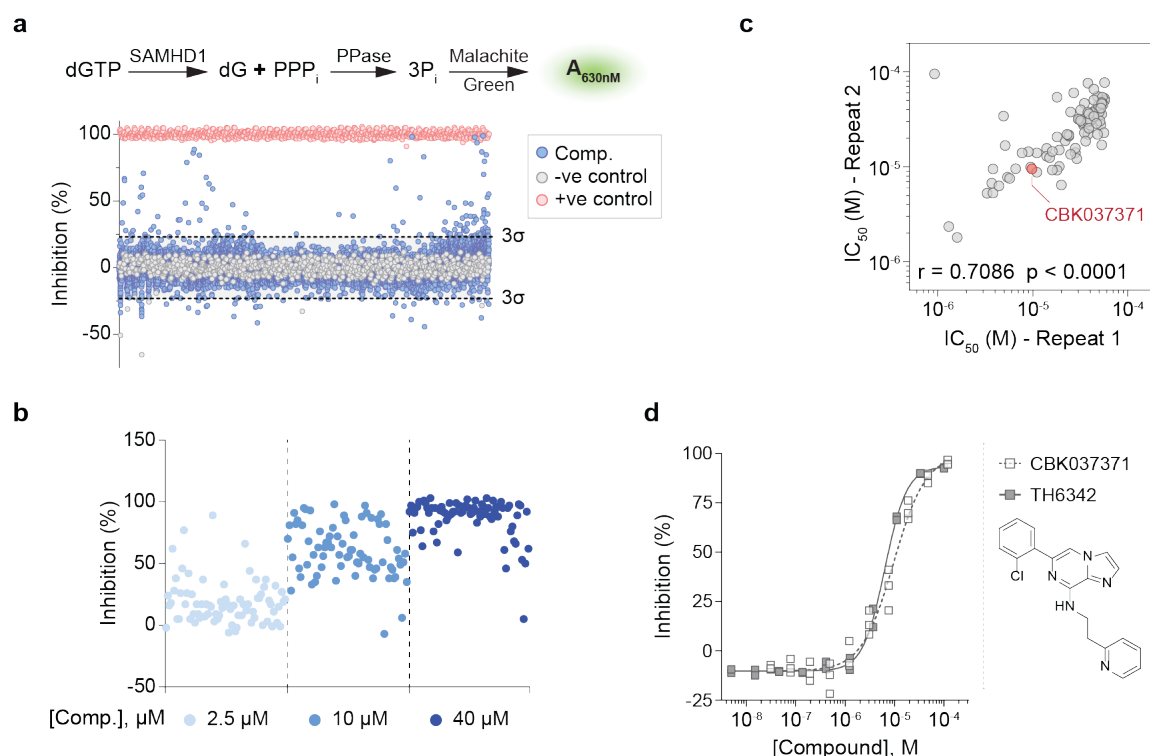 a
dGTP SAMHD1 dG + PPPi PPase 3Pi Malachite Green A630nM
Inhibition (%)
100
50
0
-50
3σ
3σ
Comp.
-ve control
+ve control
b
Inhibition (%)
150
100
50
0
-50
[Comp.], µM 2.5 µM 10 µM 40 µM
c
IC50 (M) - Repeat 2
10-4
10-5
10-6
CBK037371
r = 0.7086 p < 0.0001
10-6 10-5 10-4
IC50 (M) - Repeat 1
d
Inhibition (%)
100
75
50
25
0
-25
10-8 10-7 10-6 10-5 10-4
[Compound], M
CBK037371
TH6342
Cl
N
N
N
HN
N